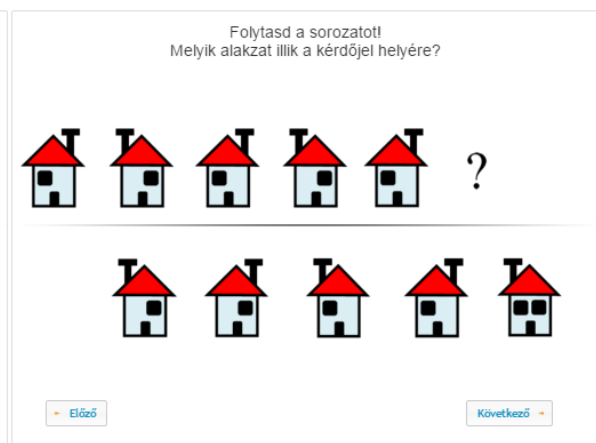 Folytasd a sorozatot!
Melyik alakzat illik a kérdőjel helyére?
?
Előző
Következő